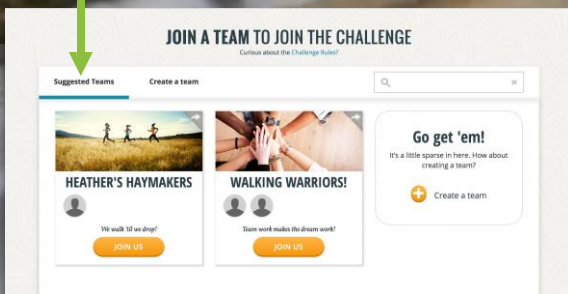 JOIN A TEAM TO JOIN THE CHALLENGE
Curious about the Challenge Rules?
Suggested Teams
Create a team
HEATHER'S HAYMAKERS
We walk 'til we drop!
JOIN US
WALKING WARRIORS!
Team work makes the dream work!
JOIN US
Go get 'em!
It's a little sparse in here. How about
creating a team?
Create a team